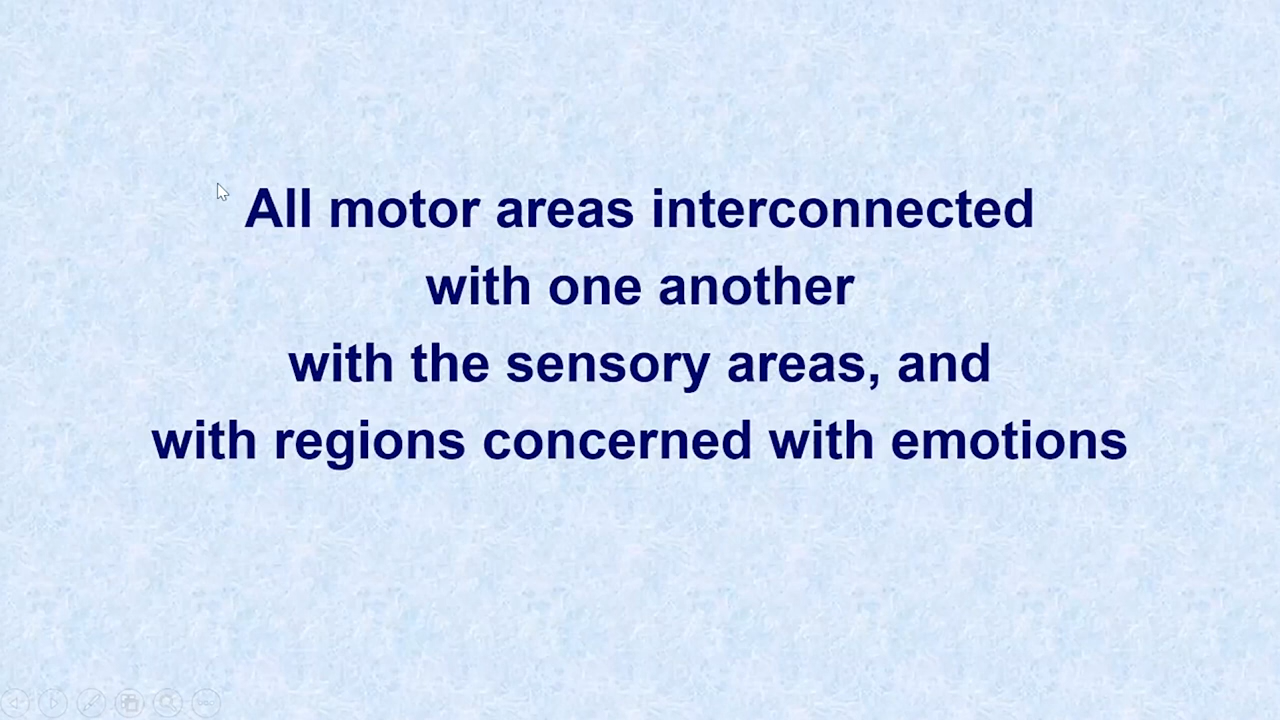 All motor areas interconnected
with one another
with the sensory areas, and
with regions concerned with emotions